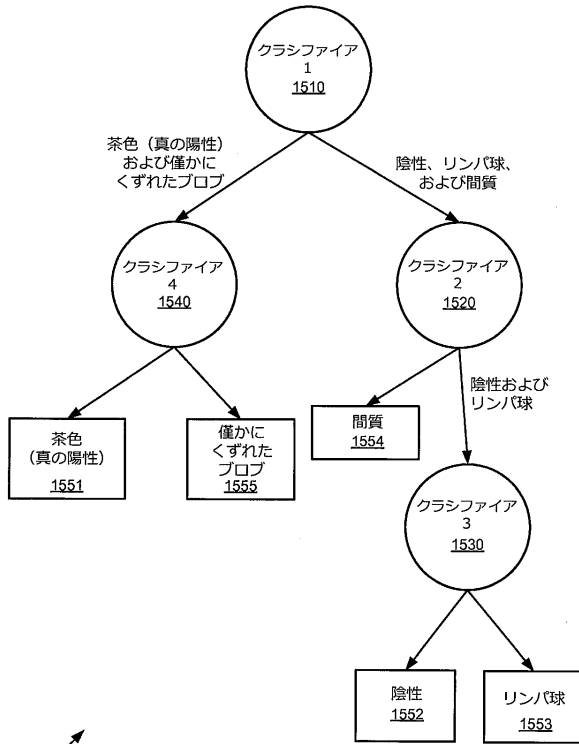 クラシファイア
1
1510
茶色（真の陽性）
および僅かに
くずれたブロブ
陰性、リンパ球、
および間質
クラシファイア
4
1540
クラシファイア
2
1520
陰性および
リンパ球
茶色
（真の陽性）
1551
僅かに
くずれた
ブロブ
1555
間質
1554
クラシファイア
3
1530
陰性
1552
リンパ球
1553